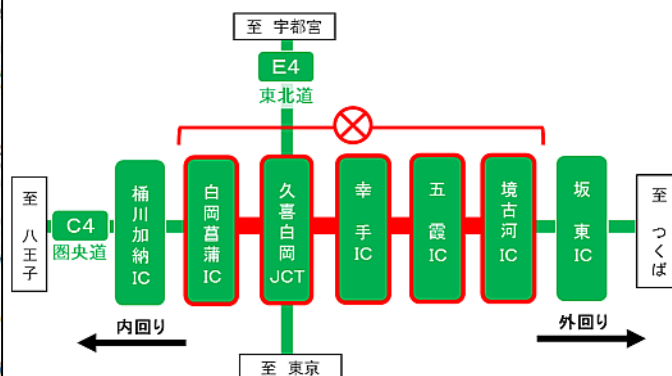 至 宇都宮
E4
東北道
至 八王子
C4
圏央道
桶川加納IC
白岡菖蒲IC
久喜白岡JCT
幸手IC
五霞IC
境古河IC
坂東IC
至 つくば
内回り
外回り
至 東京